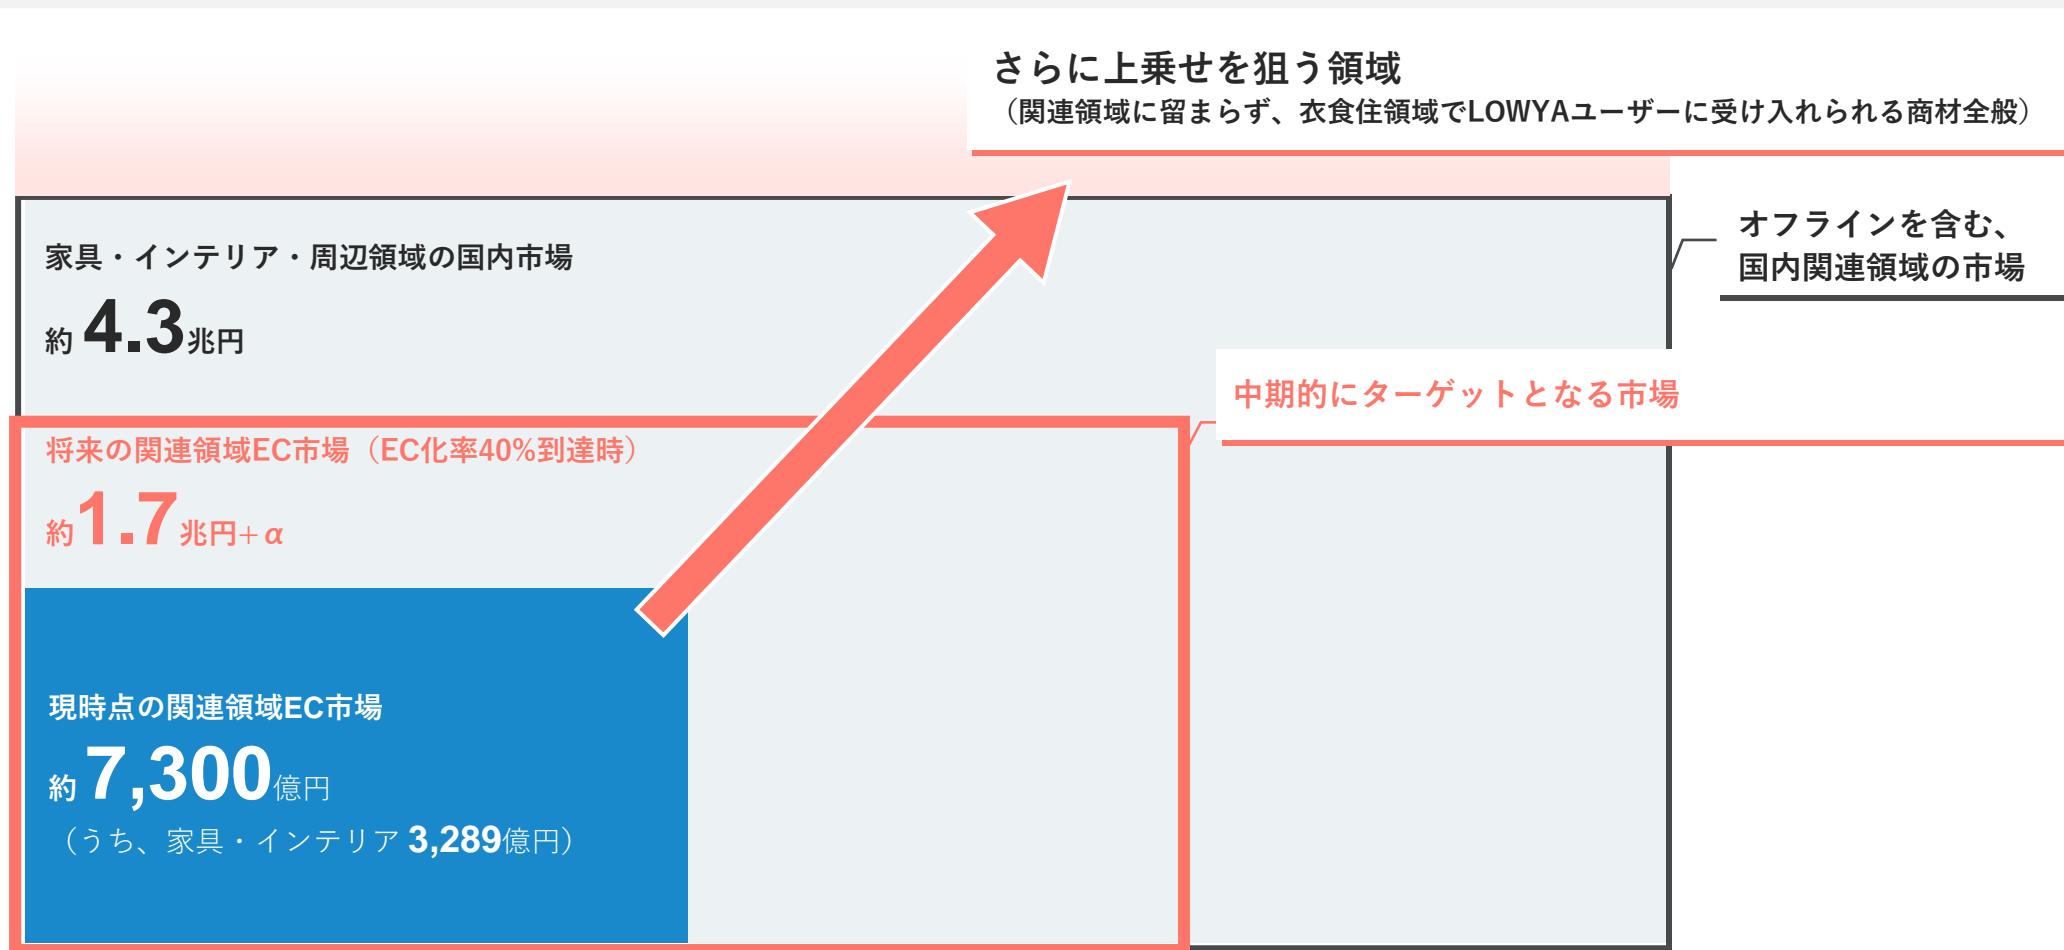 さらに上乗せを狙う領域
（関連領域に留まらず、衣食住領域でLOWYAユーザーに受け入れられる商材全般）
オフラインを含む、
国内関連領域の市場
家具・インテリア・周辺領域の国内市場
約 4.3兆円
中期的にターゲットとなる市場
将来の関連領域EC市場（EC化率40%到達時）
約1.7兆円+α
現時点の関連領域EC市場
約7,300億円
（うち、家具・インテリア 3,289億円）